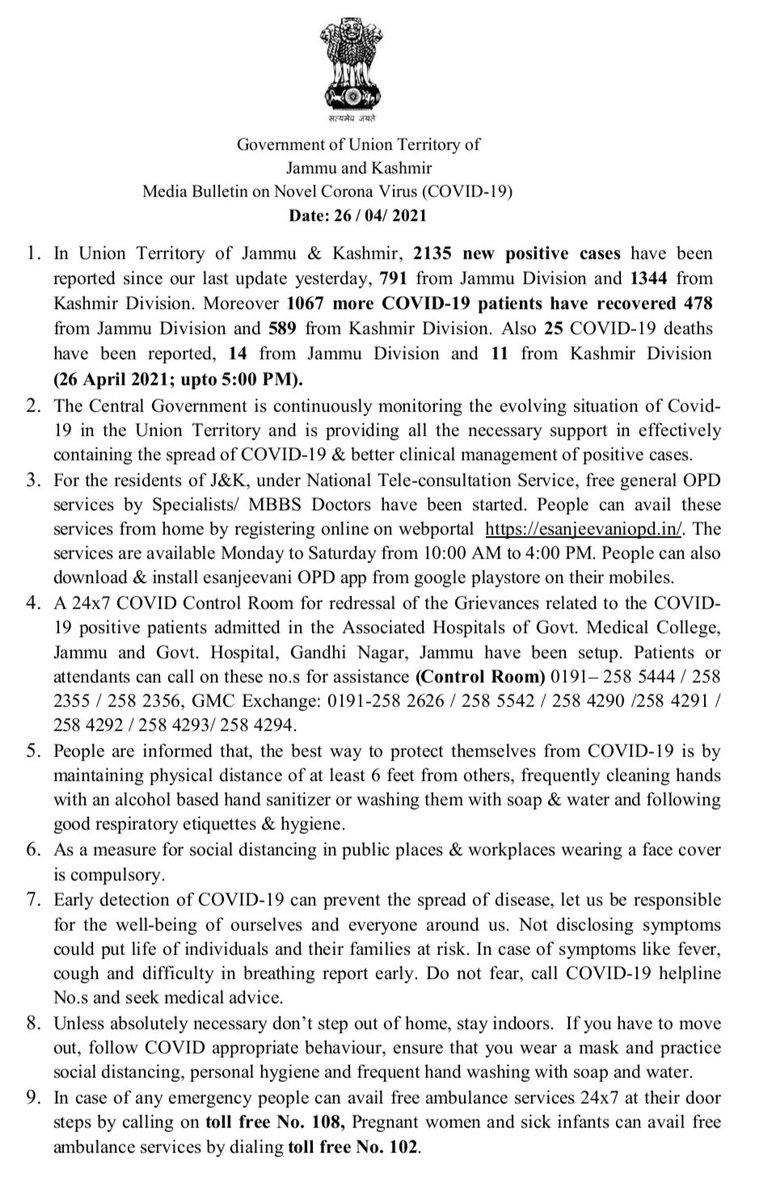 सत्यमेव जयते
Government of Union Territory of
Jammu and Kashmir
Media Bulletin on Novel Corona Virus (COVID-19)
Date: 26 / 04/ 2021
1. In Union Territory of Jammu & Kashmir, 2135 new positive cases have been
reported since our last update yesterday, 791 from Jammu Division and 1344 from
Kashmir Division. Moreover 1067 more COVID-19 patients have recovered 478
from Jammu Division and 589 from Kashmir Division. Also 25 COVID-19 deaths
have been reported, 14 from Jammu Division and 11 from Kashmir Division
(26 April 2021; upto 5:00 PM).
2. The Central Government is continuously monitoring the evolving situation of Covid-
19 in the Union Territory and is providing all the necessary support in effectively
containing the spread of COVID-19 & better clinical management of positive cases.
3. For the residents of J&K, under National Tele-consultation Service, free general OPD
services by Specialists/ MBBS Doctors have been started. People can avail these
services from home by registering online on webportal https://esanjeevaniopd.in/. The
services are available Monday to Saturday from 10:00 AM to 4:00 PM. People can also
download & install esanjeevani OPD app from google playstore on their mobiles.
4. A 24x7 COVID Control Room for redressal of the Grievances related to the COVID-
19 positive patients admitted in the Associated Hospitals of Govt. Medical College,
Jammu and Govt. Hospital, Gandhi Nagar, Jammu have been setup. Patients or
attendants can call on these no.s for assistance (Control Room) 0191– 258 5444 / 258
2355 / 258 2356, GMC Exchange: 0191-258 2626 / 258 5542 / 258 4290 /258 4291 /
258 4292 / 258 4293/ 258 4294.
5. People are informed that, the best way to protect themselves from COVID-19 is by
maintaining physical distance of at least 6 feet from others, frequently cleaning hands
with an alcohol based hand sanitizer or washing them with soap & water and following
good respiratory etiquettes & hygiene.
6. As a measure for social distancing in public places & workplaces wearing a face cover
is compulsory.
7. Early detection of COVID-19 can prevent the spread of disease, let us be responsible
for the well-being of ourselves and everyone around us. Not disclosing symptoms
could put life of individuals and their families at risk. In case of symptoms like fever,
cough and difficulty in breathing report early. Do not fear, call COVID-19 helpline
No.s and seek medical advice.
8. Unless absolutely necessary don’t step out of home, stay indoors. If you have to move
out, follow COVID appropriate behaviour, ensure that you wear a mask and practice
social distancing, personal hygiene and frequent hand washing with soap and water.
9. In case of any emergency people can avail free ambulance services 24x7 at their door
steps by calling on toll free No. 108, Pregnant women and sick infants can avail free
ambulance services by dialing toll free No. 102.